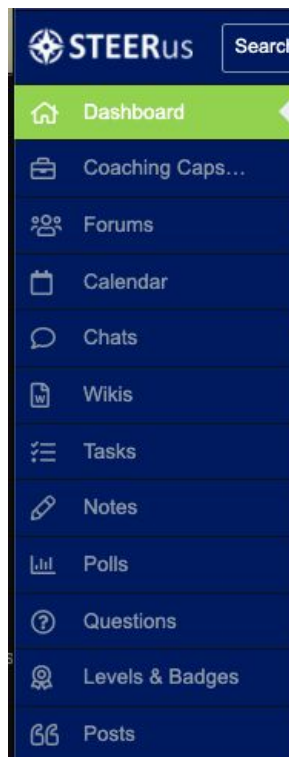 STEERus
Search
Dashboard
Coaching Caps...
Forums
Calendar
Chats
Wikis
Tasks
Notes
Polls
Questions
Levels & Badges
Posts